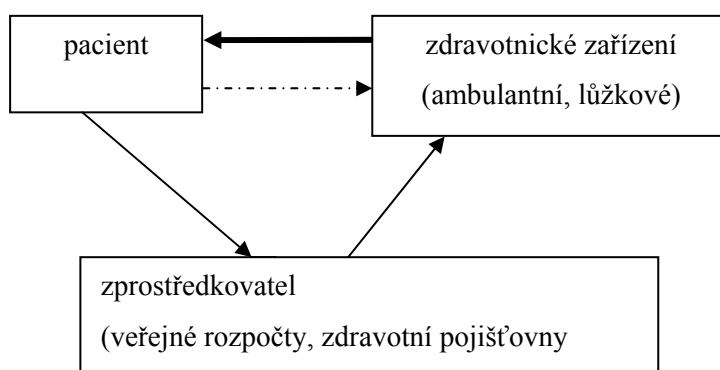 pacient
zdravotnické zařízení
(ambulantní, lůžkové)
zprostředkovatel
(veřejné rozpočty, zdravotní pojišťovny